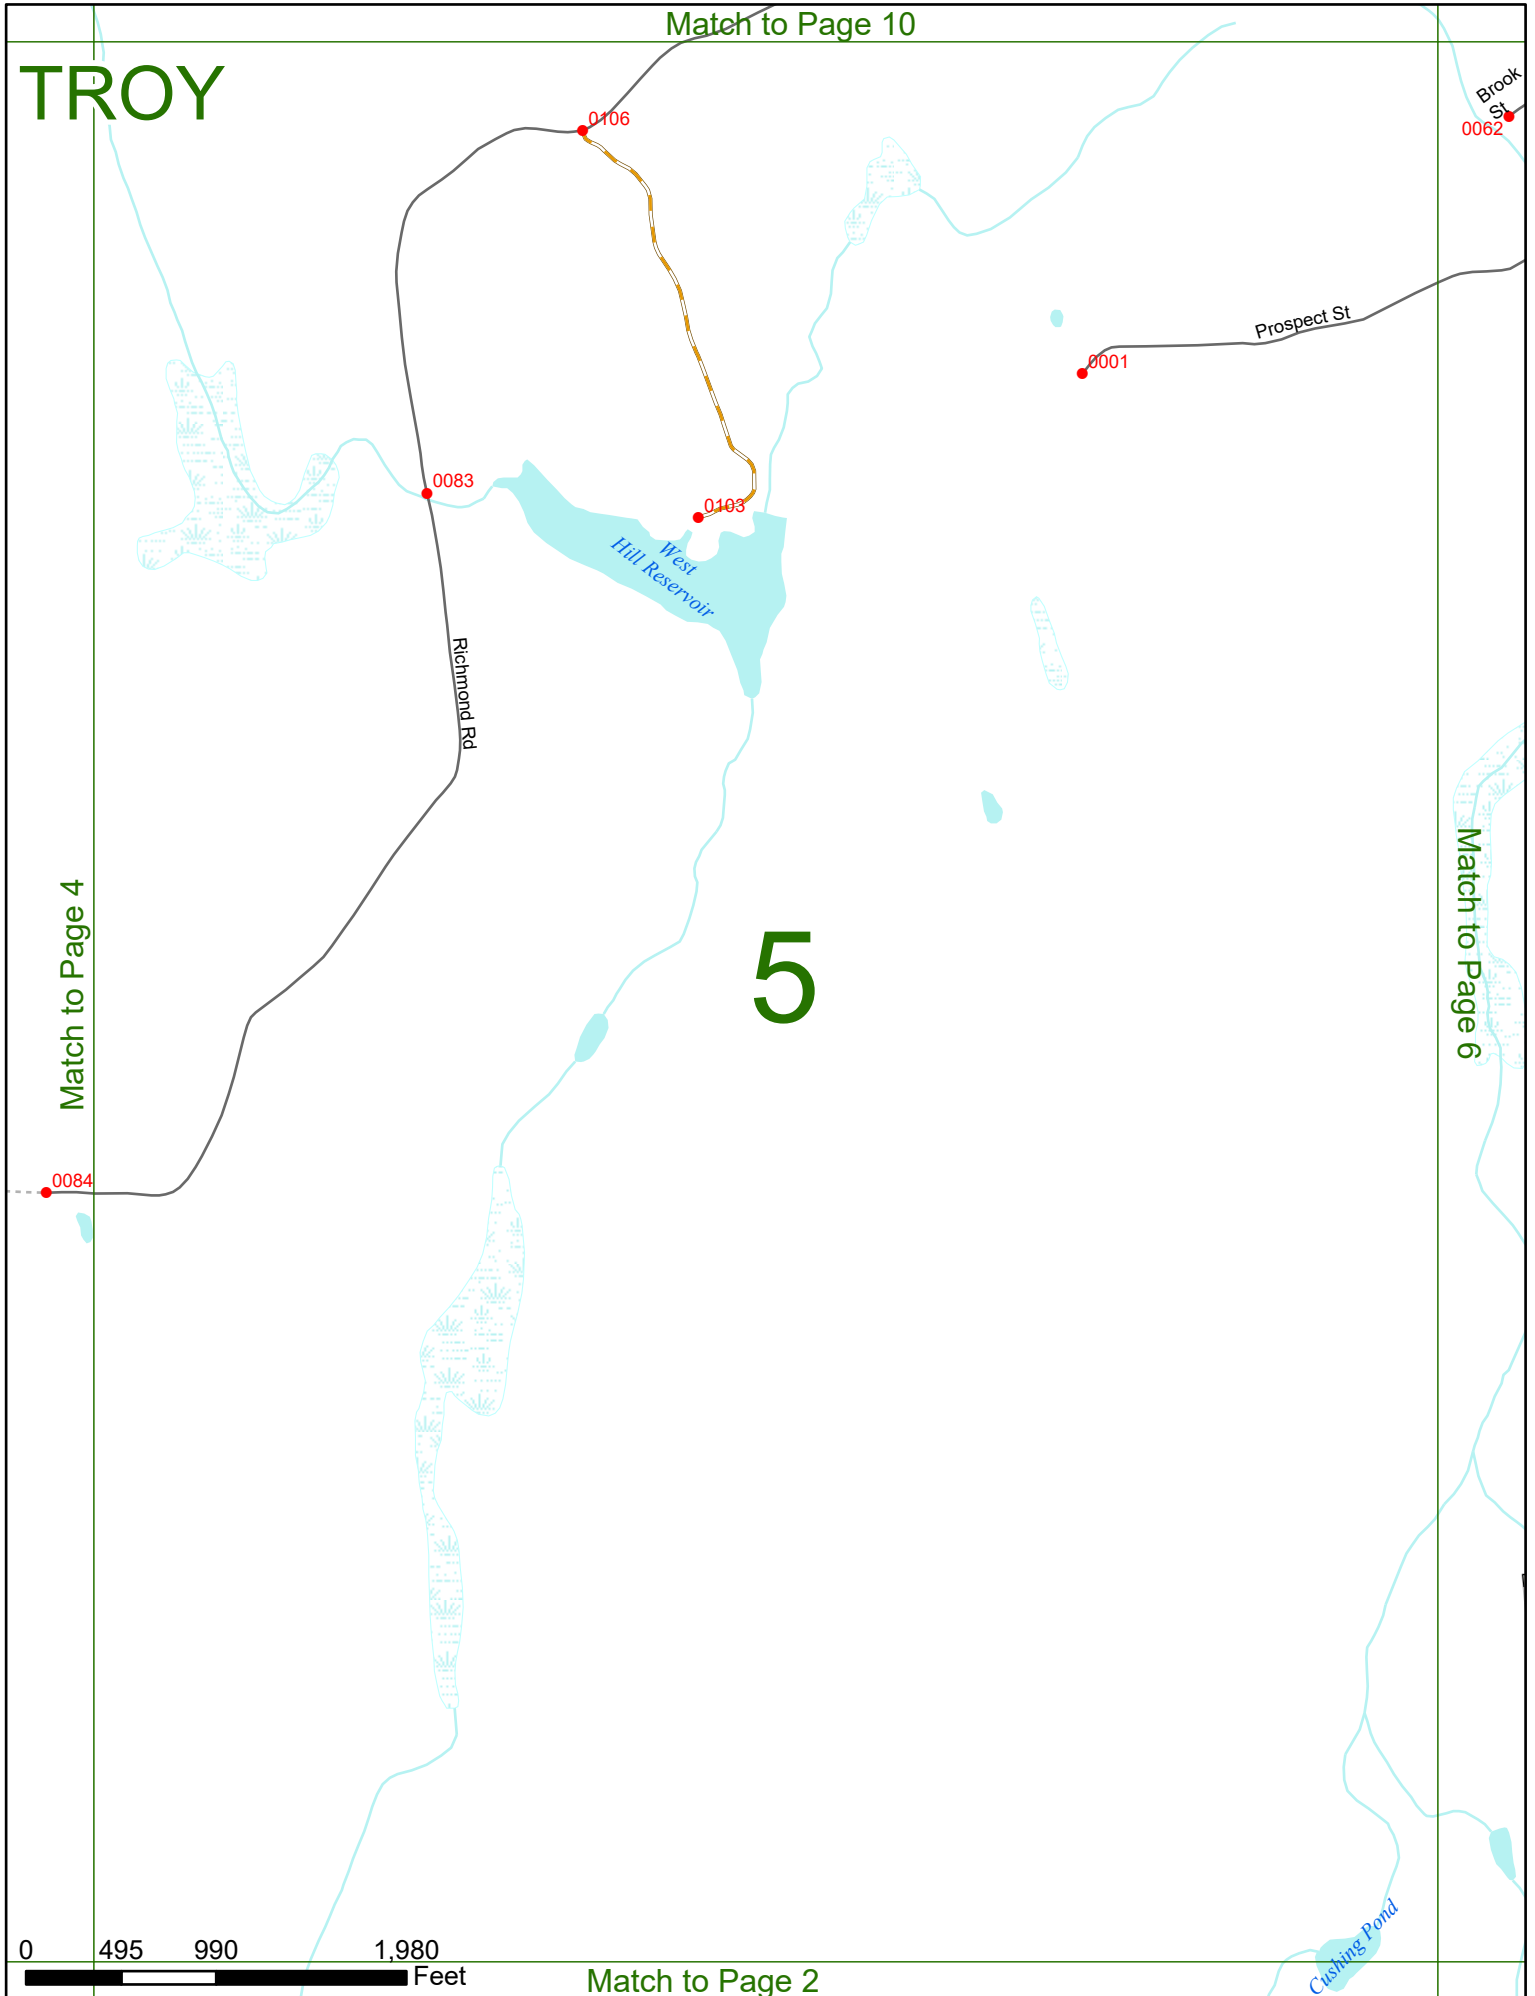 Match to Page 10
TROY
Brook
St
0106
0062
Prospect St
0001
0083
0103
West
Hill Reservoir
Richmond Rd
Match to Page 4
Match to Page 6
5
0084
Cushing Pond
0 495 990 1,980
Feet
Match to Page 2